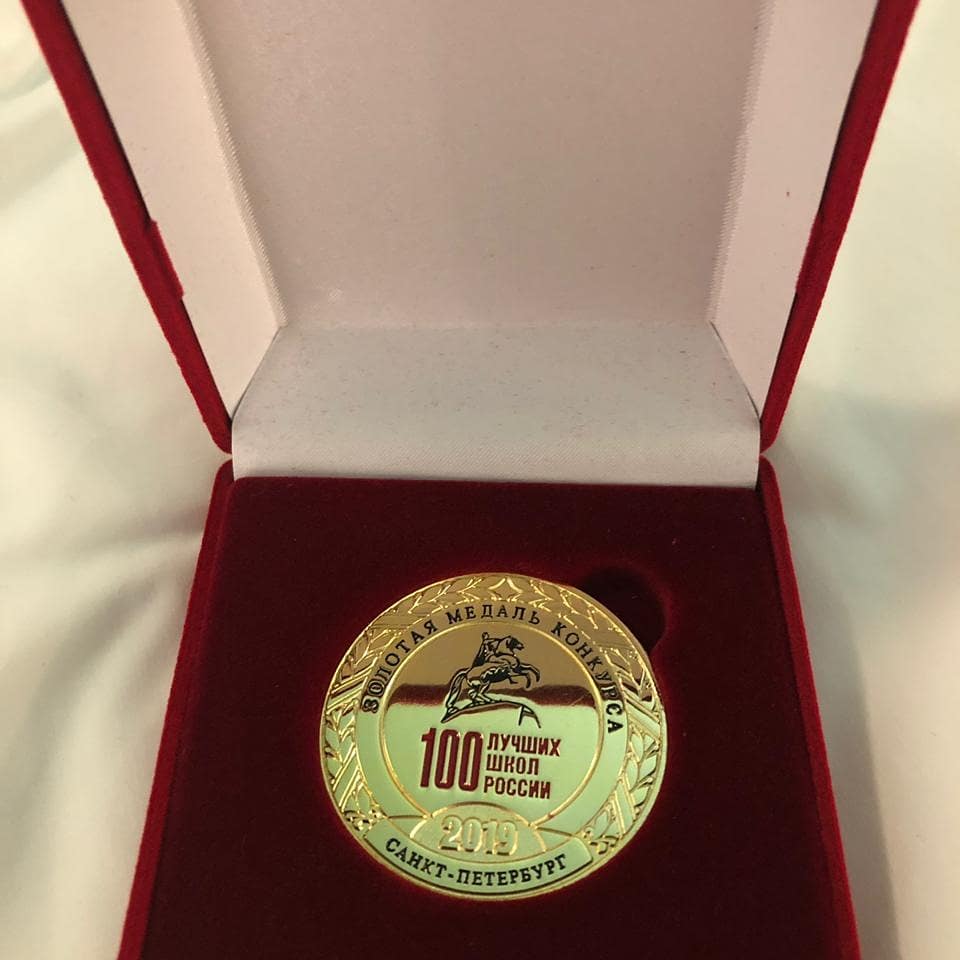 ЗОЛОТАЯ МЕДАЛЬ КОНКУРСА
100 ЛУЧШИХ
ШКОЛ
РОССИИ
2019
САНКТ-ПЕТЕРБУРГ